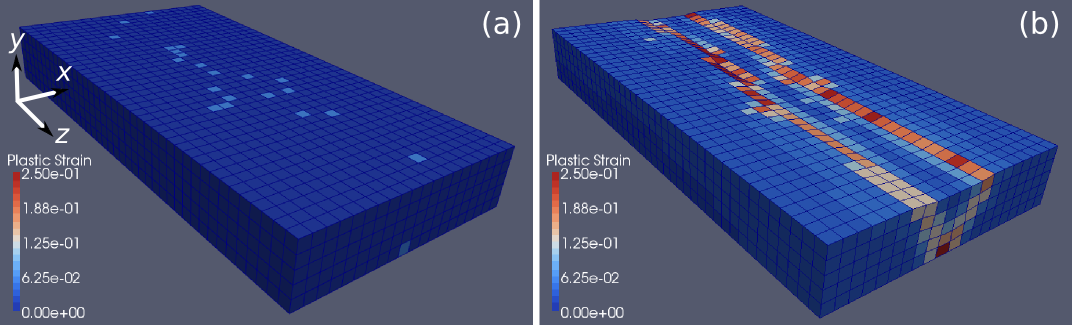 (a)
y
x
z
Plastic Strain
2.50e-01
1.88e-01
1.25e-01
6.25e-02
0.00e+00
(b)
Plastic Strain
2.50e-01
1.88e-01
1.25e-01
6.25e-02
0.00e+00